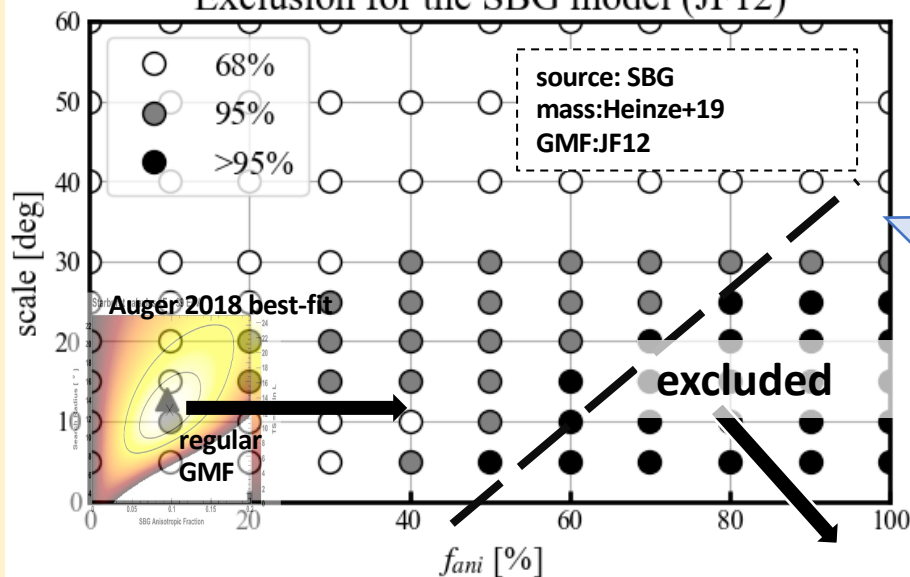 Exclusion for the SBG model (JF12)
60
50
40
30
20
10
0
scale [deg]
68%
95%
>95%
source: SBG
mass:Heinze+19
GMF:JF12
Auger 2018 best-fit
regular
GMF
excluded
0.05
0.1
0.15
SBG Anisotropic Fraction
0
20
40
60
80
100
fani [%]